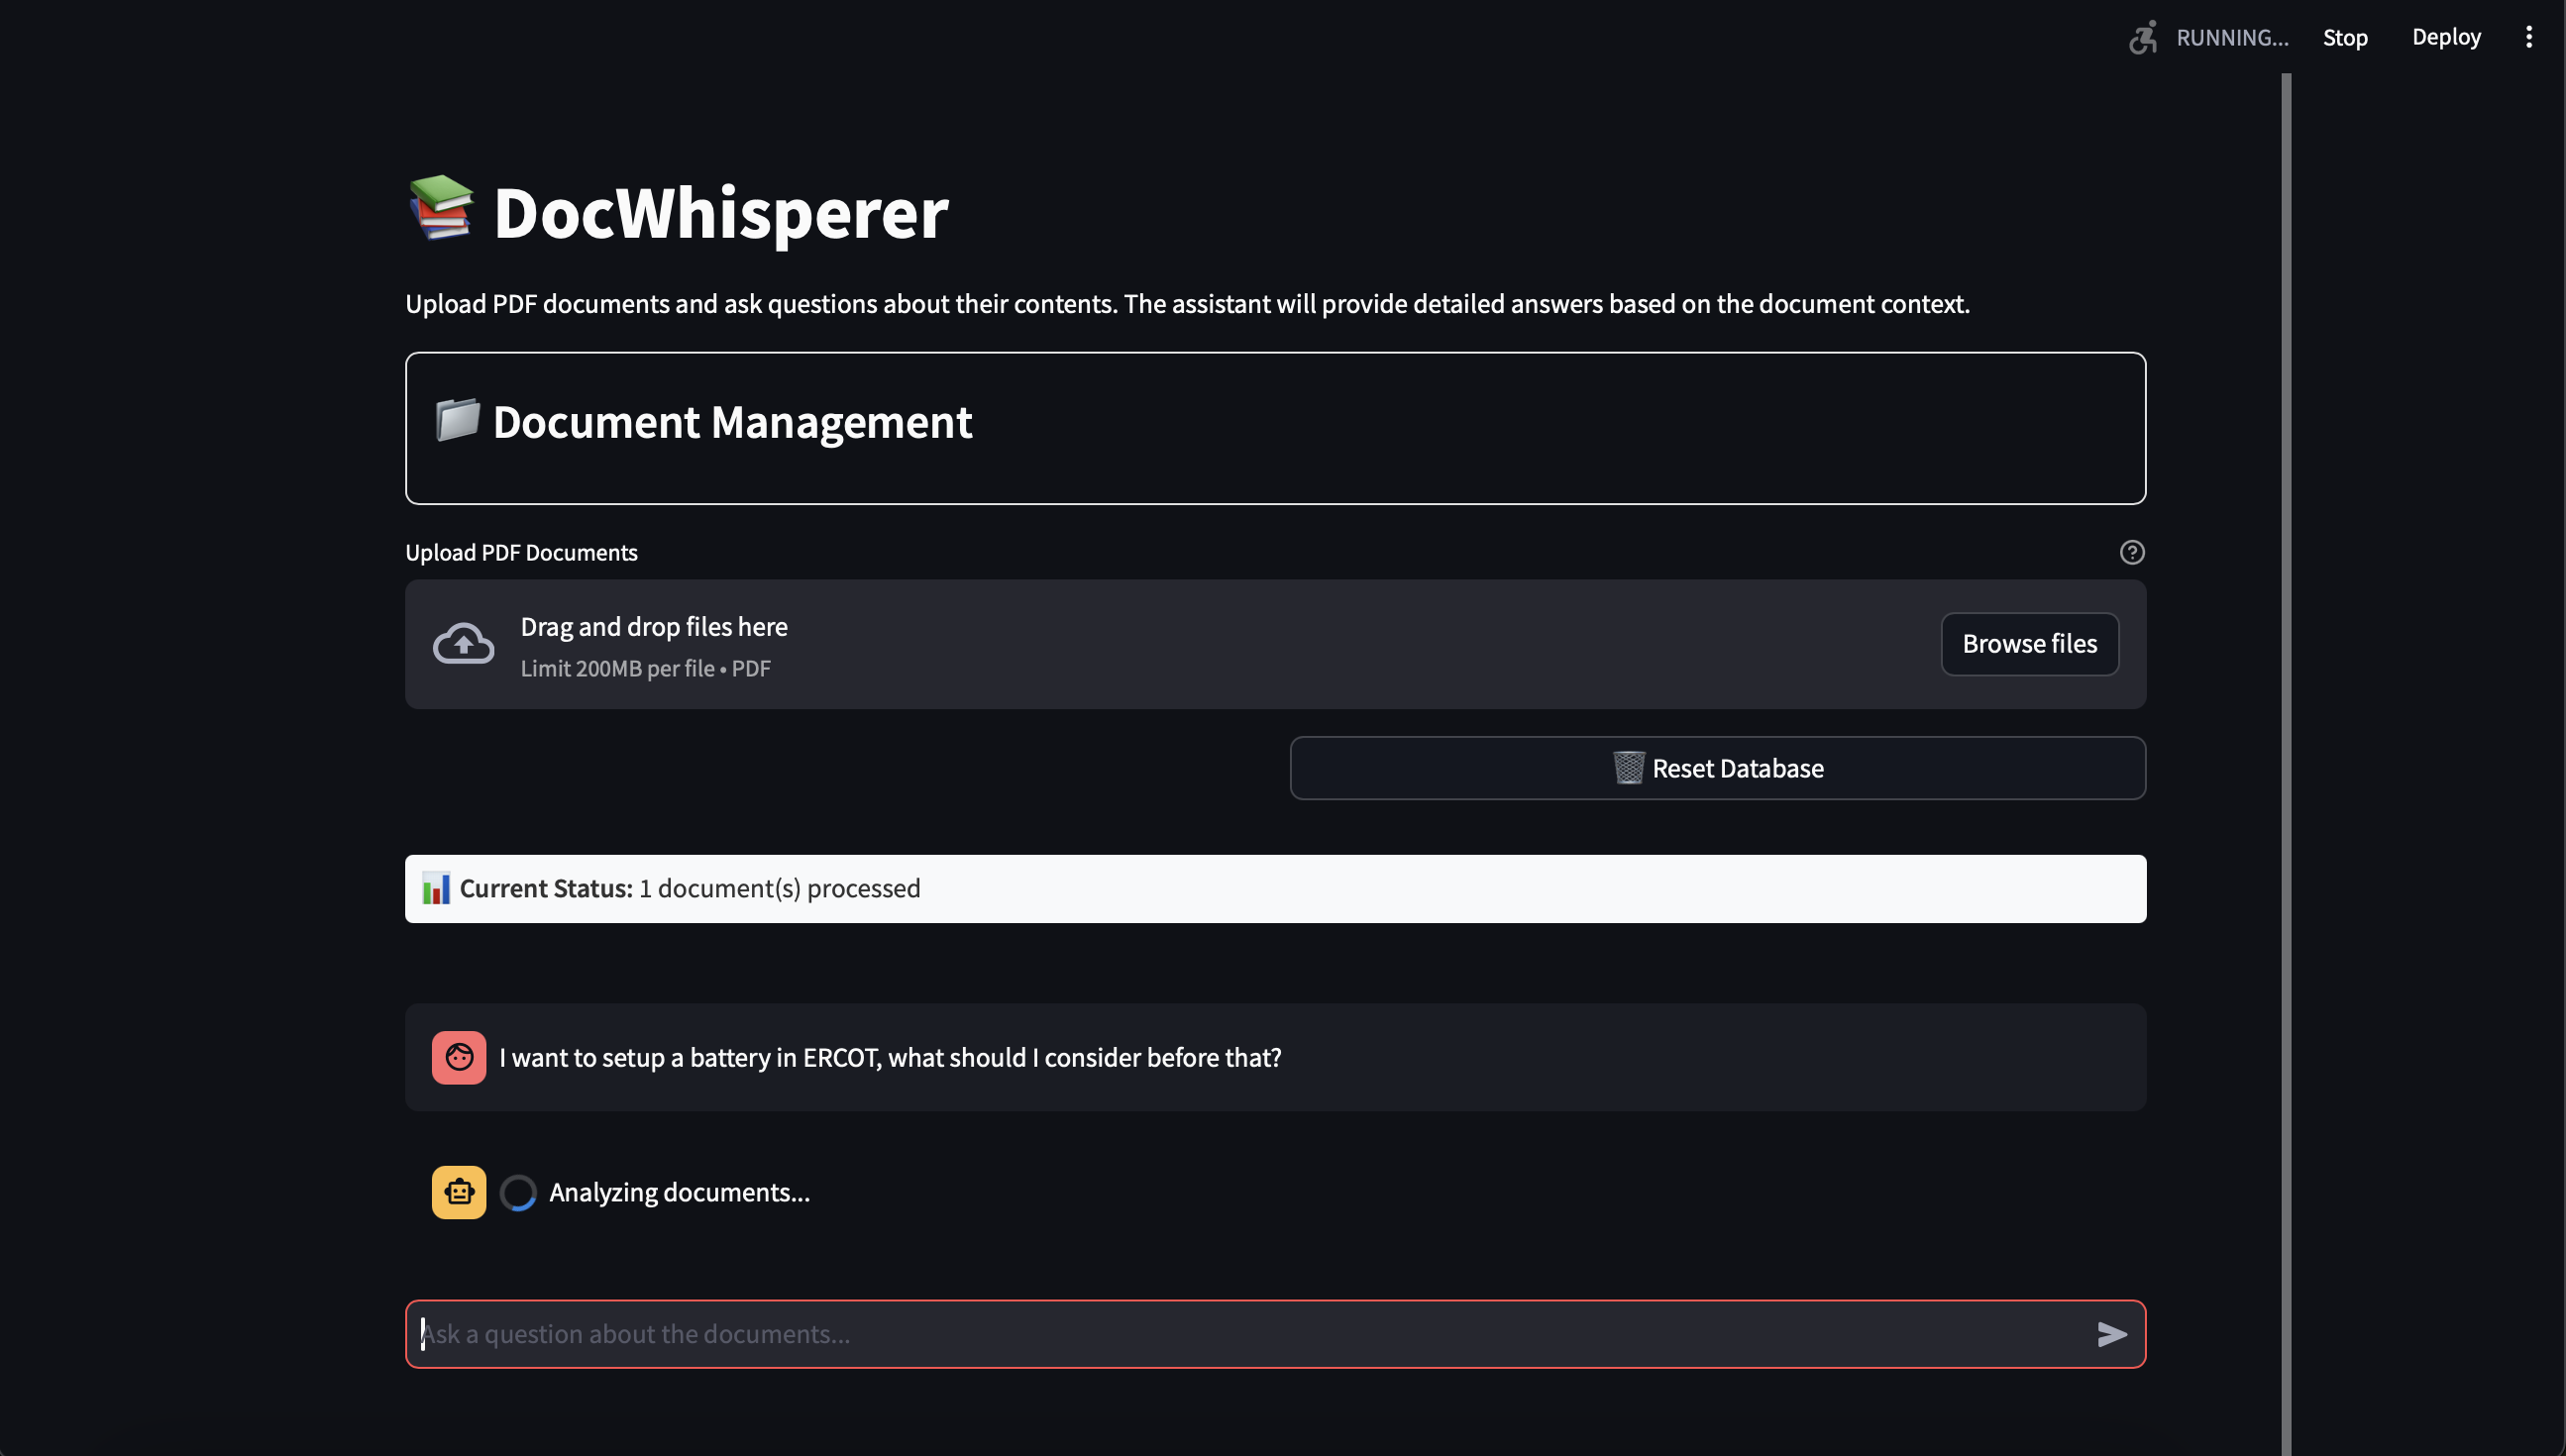 RUNNING...
Stop
Deploy
DocWhisperer
Upload PDF documents and ask questions about their contents. The assistant will provide detailed answers based on the document context.
Document Management
Upload PDF Documents
Drag and drop files here
Limit 200MB per file • PDF
Browse files
Reset Database
Current Status: 1 document(s) processed
I want to setup a battery in ERCOT, what should I consider before that?
Analyzing documents...
Ask a question about the documents...